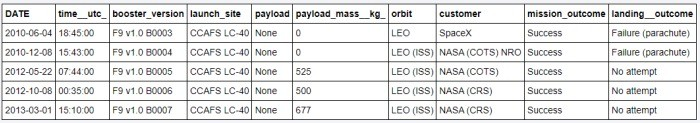 DATE time__utc_ booster_version launch_site payload payload_mass__kg_ orbit customer mission_outcome landing__outcome
2010-06-04 18:45:00 F9 v1.0 B0003 CCAFS LC-40 None 0 LEO SpaceX Success Failure (parachute)
2010-12-08 15:43:00 F9 v1.0 B0004 CCAFS LC-40 None 0 LEO (ISS) NASA (COTS) NRO Success Failure (parachute)
2012-05-22 07:44:00 F9 v1.0 B0005 CCAFS LC-40 None 525 LEO (ISS) NASA (COTS) Success No attempt
2012-10-08 00:35:00 F9 v1.0 B0006 CCAFS LC-40 None 500 LEO (ISS) NASA (CRS) Success No attempt
2013-03-01 15:10:00 F9 v1.0 B0007 CCAFS LC-40 None 677 LEO (ISS) NASA (CRS) Success No attempt